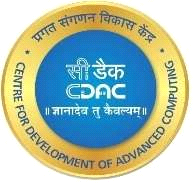 प्रगत संगणन विकास केंद्र
सी डैक
CDAC
॥ ज्ञानादेव तु कैवल्यम् ॥
CENTRE FOR DEVELOPMENT OF ADVANCED COMPUTING